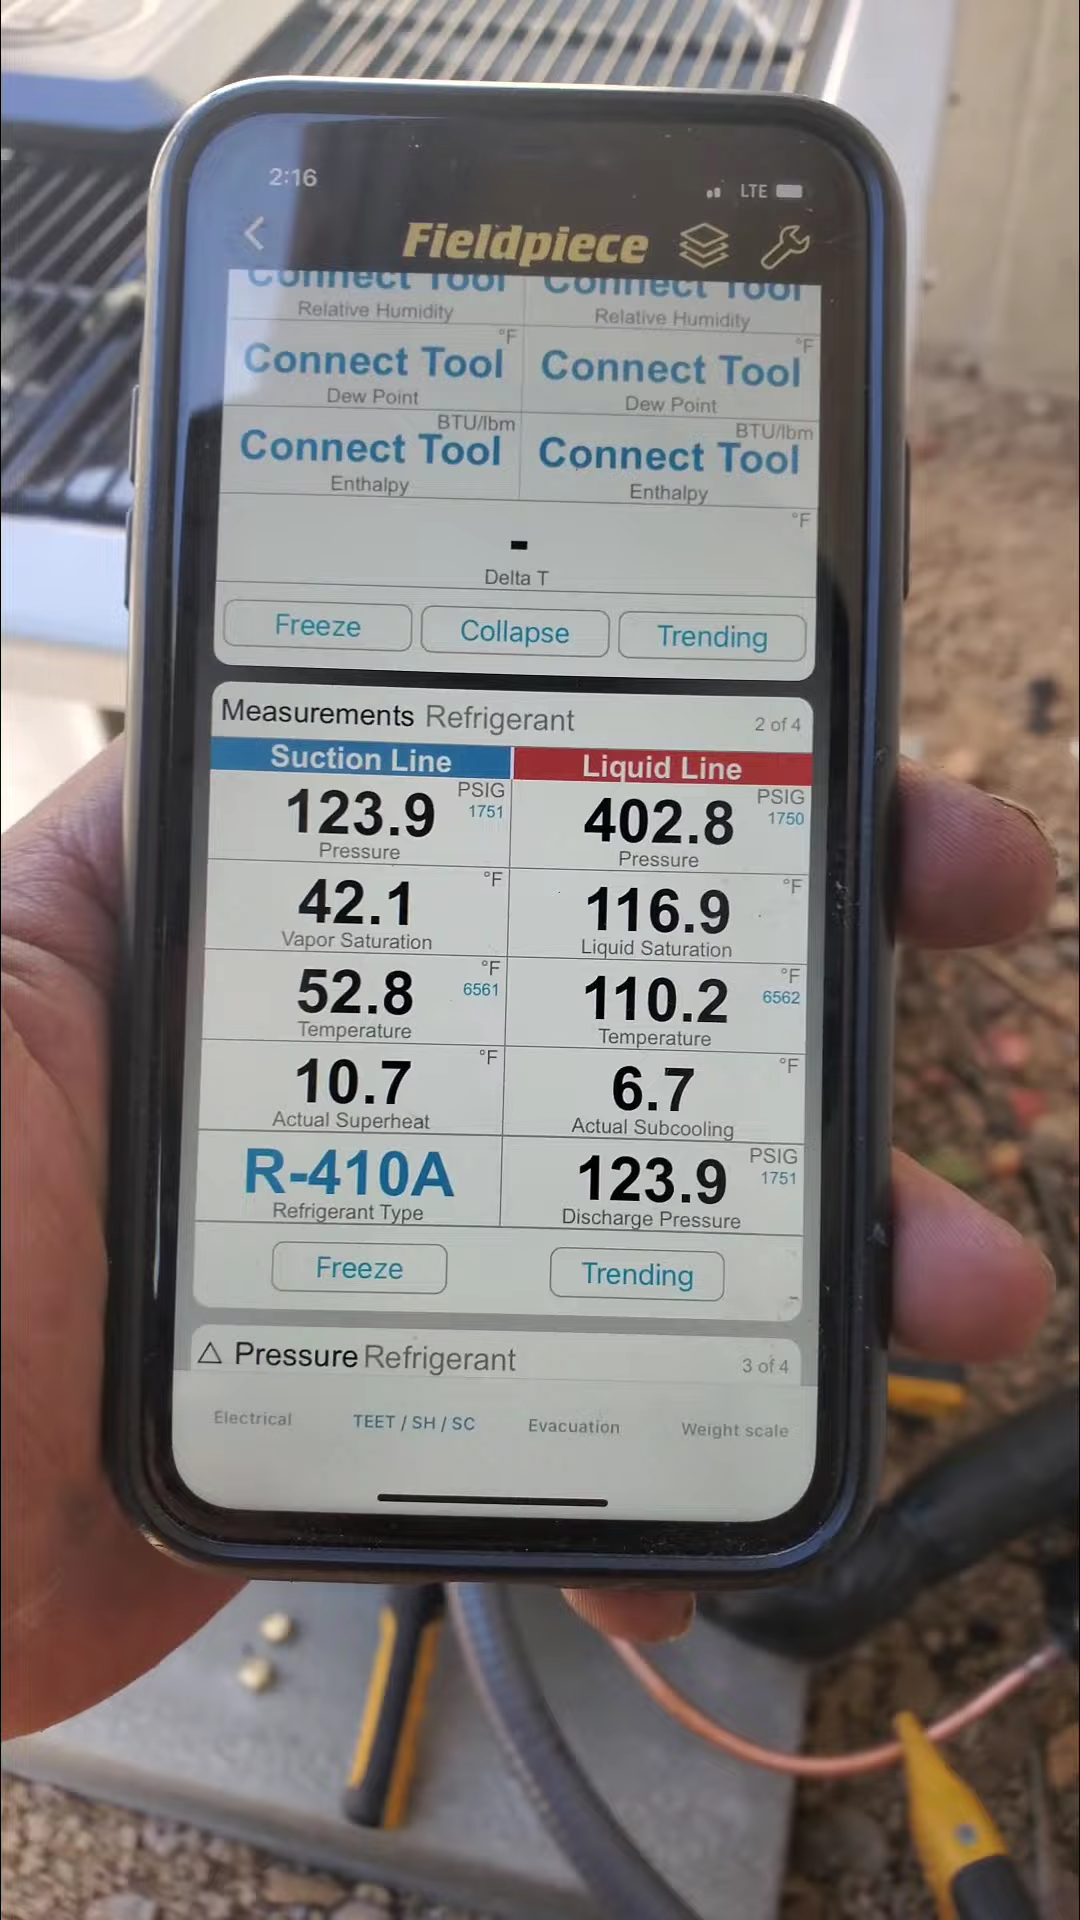 2:16
LTE
Fieldpiece
Connect Tool Connect Tool
Relative Humidity Relative Humidity
°F °F
Connect Tool Connect Tool
Dew Point Dew Point
BTU/lbm BTU/lbm
Connect Tool Connect Tool
Enthalpy Enthalpy
°F
-
Delta T
Freeze Collapse Trending
Measurements Refrigerant 2 of 4
Suction Line Liquid Line
123.9 PSIG 402.8 PSIG
1751 1750
Pressure Pressure
°F °F
42.1 116.9
Vapor Saturation Liquid Saturation
°F °F
52.8 6561 110.2 6562
Temperature Temperature
°F °F
10.7 6.7
Actual Superheat Actual Subcooling
R-410A 123.9 PSIG
1751
Refrigerant Type Discharge Pressure
Freeze Trending
△ Pressure Refrigerant 3 of 4
Electrical TEET / SH / SC Evacuation Weight scale